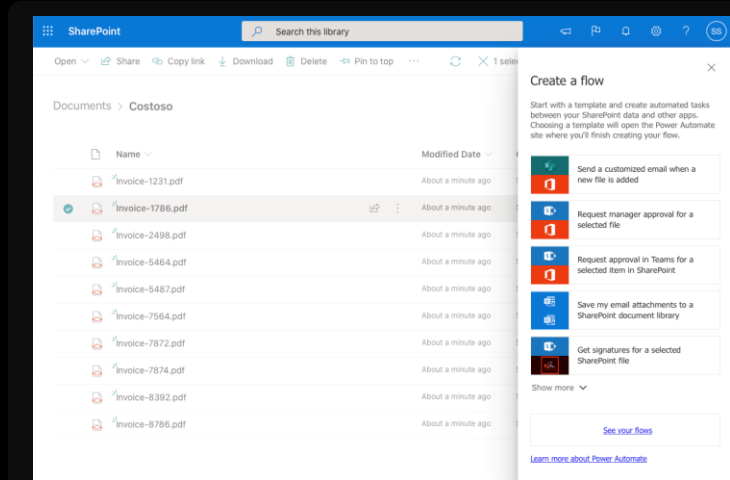 SharePoint
Search this library
SS
Open
Share
Copy link
Download
Delete
Pin to top
1
Documents > Costoso
Name
Modified Date
Invoice-1231.pdf
About a minute ago
Invoice-1786.pdf
About a minute ago
Invoice-2498.pdf
About a minute ago
Invoice-5464.pdf
About a minute ago
Invoice-5487.pdf
About a minute ago
Invoice-7564.pdf
About a minute ago
Invoice-7872.pdf
About a minute ago
Invoice-7874.pdf
About a minute ago
Invoice-8392.pdf
About a minute ago
Invoice-8786.pdf
About a minute ago
Create a flow
Start with a template and create automated tasks
between your SharePoint data and other apps.
Choosing a template will open the Power Automate
site where you'll finish creating your flow.
Send a customized email when a
new file is added
Request manager approval for a
selected file
Request approval in Teams for a
selected item in SharePoint
Save my email attachments to a
SharePoint document library
Get signatures for a selected
SharePoint file
Show more
See your flows
Learn more about Power Automate